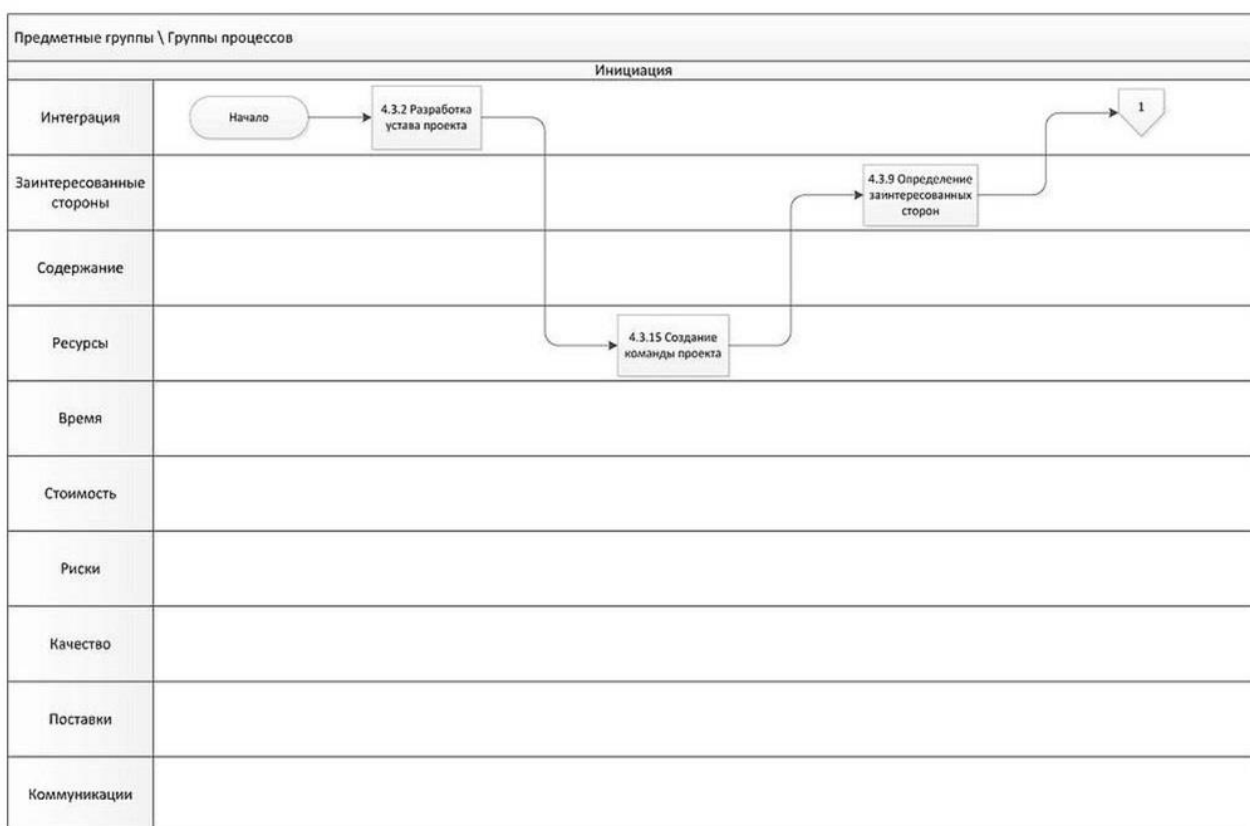 Предметные группы \ Группы процессов
Инициация
Интеграция
Начало
4.3.2 Разработка
устава проекта
1
Заинтересованные
стороны
4.3.9 Определение
заинтересованных
сторон
Содержание
Ресурсы
4.3.15 Создание
команды проекта
Время
Стоимость
Риски
Качество
Поставки
Коммуникации